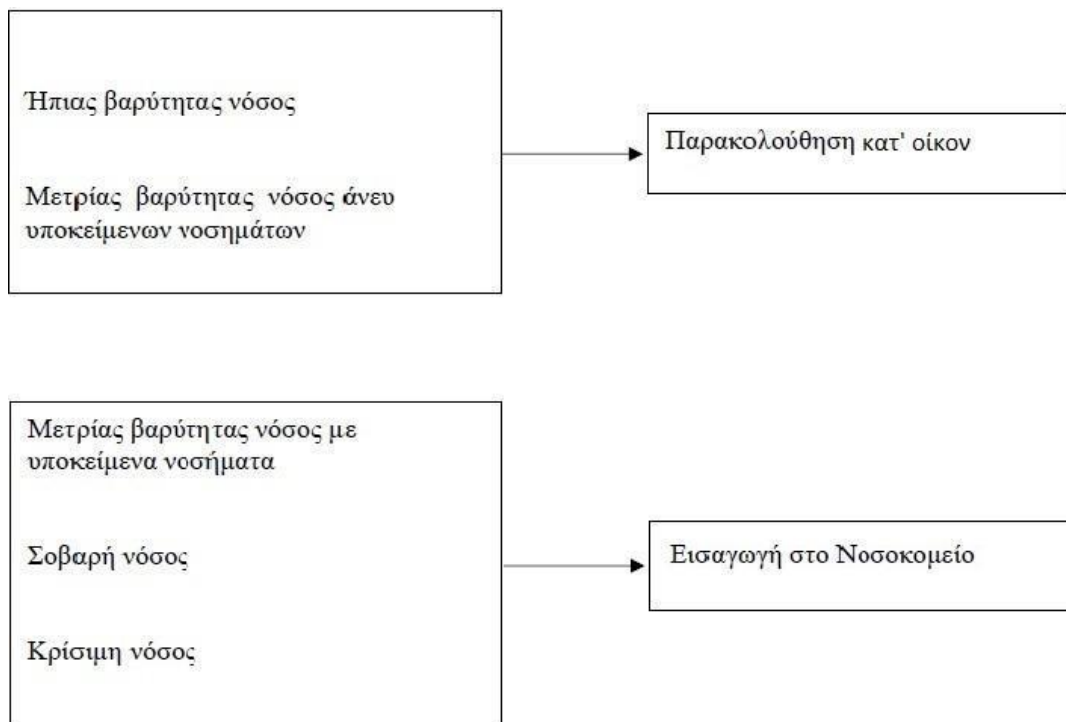 Ήπιας βαρύτητας νόσος
Παρακολούθηση κατ' οίκον
Μετρίας βαρύτητας νόσος άνευ
υποκείμενων νοσημάτων
Μετρίας βαρύτητας νόσος με
υποκείμενα νοσήματα
Σοβαρή νόσος
Εισαγωγή στο Νοσοκομείο
Κρίσιμη νόσος